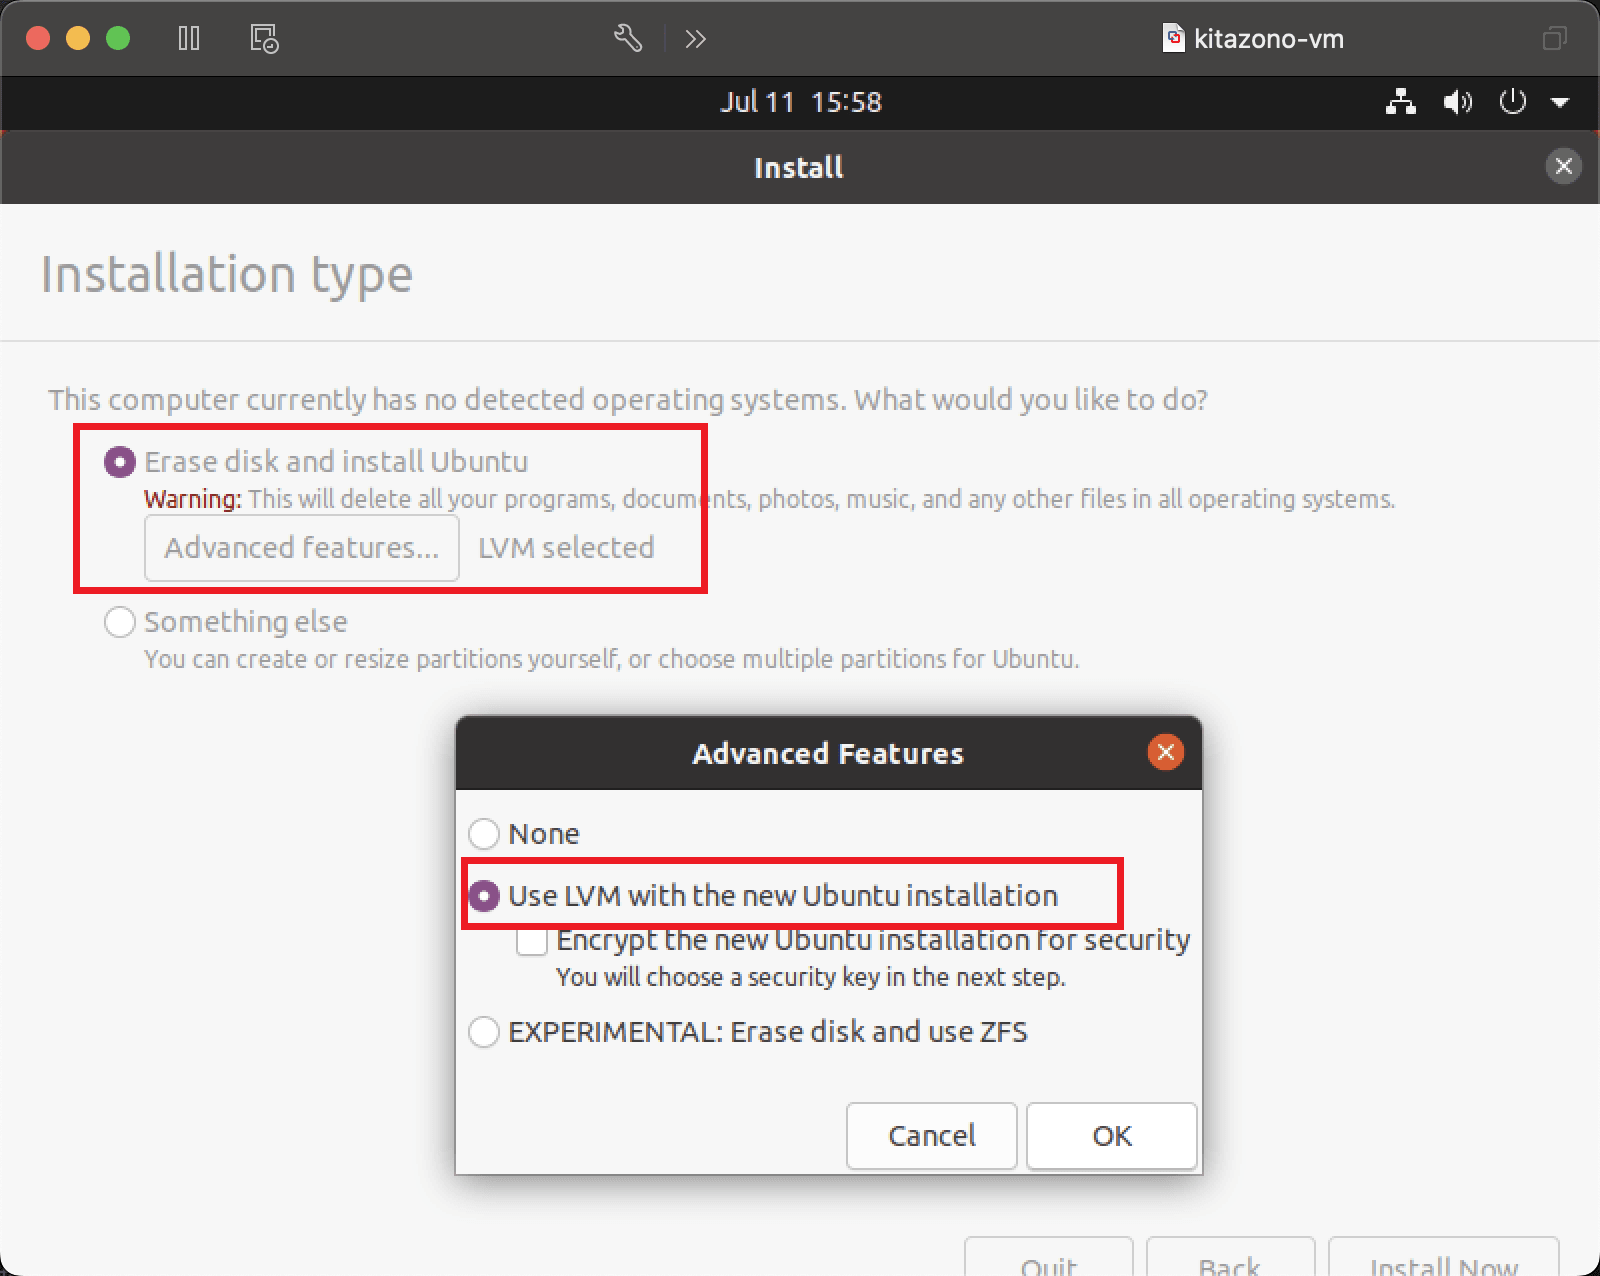 kitazono-vm
Jul 11 15:58
Install
Installation type
This computer currently has no detected operating systems. What would you like to do?
Erase disk and install Ubuntu
Warning: This will delete all your programs, documents, photos, music, and any other files in all operating systems.
Advanced features... LVM selected
Something else
You can create or resize partitions yourself, or choose multiple partitions for Ubuntu.
Advanced Features
None
Use LVM with the new Ubuntu installation
Encrypt the new Ubuntu installation for security
You will choose a security key in the next step.
EXPERIMENTAL: Erase disk and use ZFS
Cancel OK
Quit Back Install Now